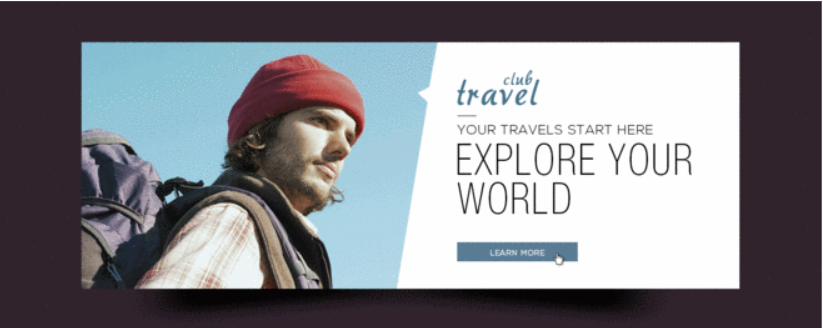 club
travel
YOUR TRAVELS START HERE
EXPLORE YOUR
WORLD
LEARN MORE